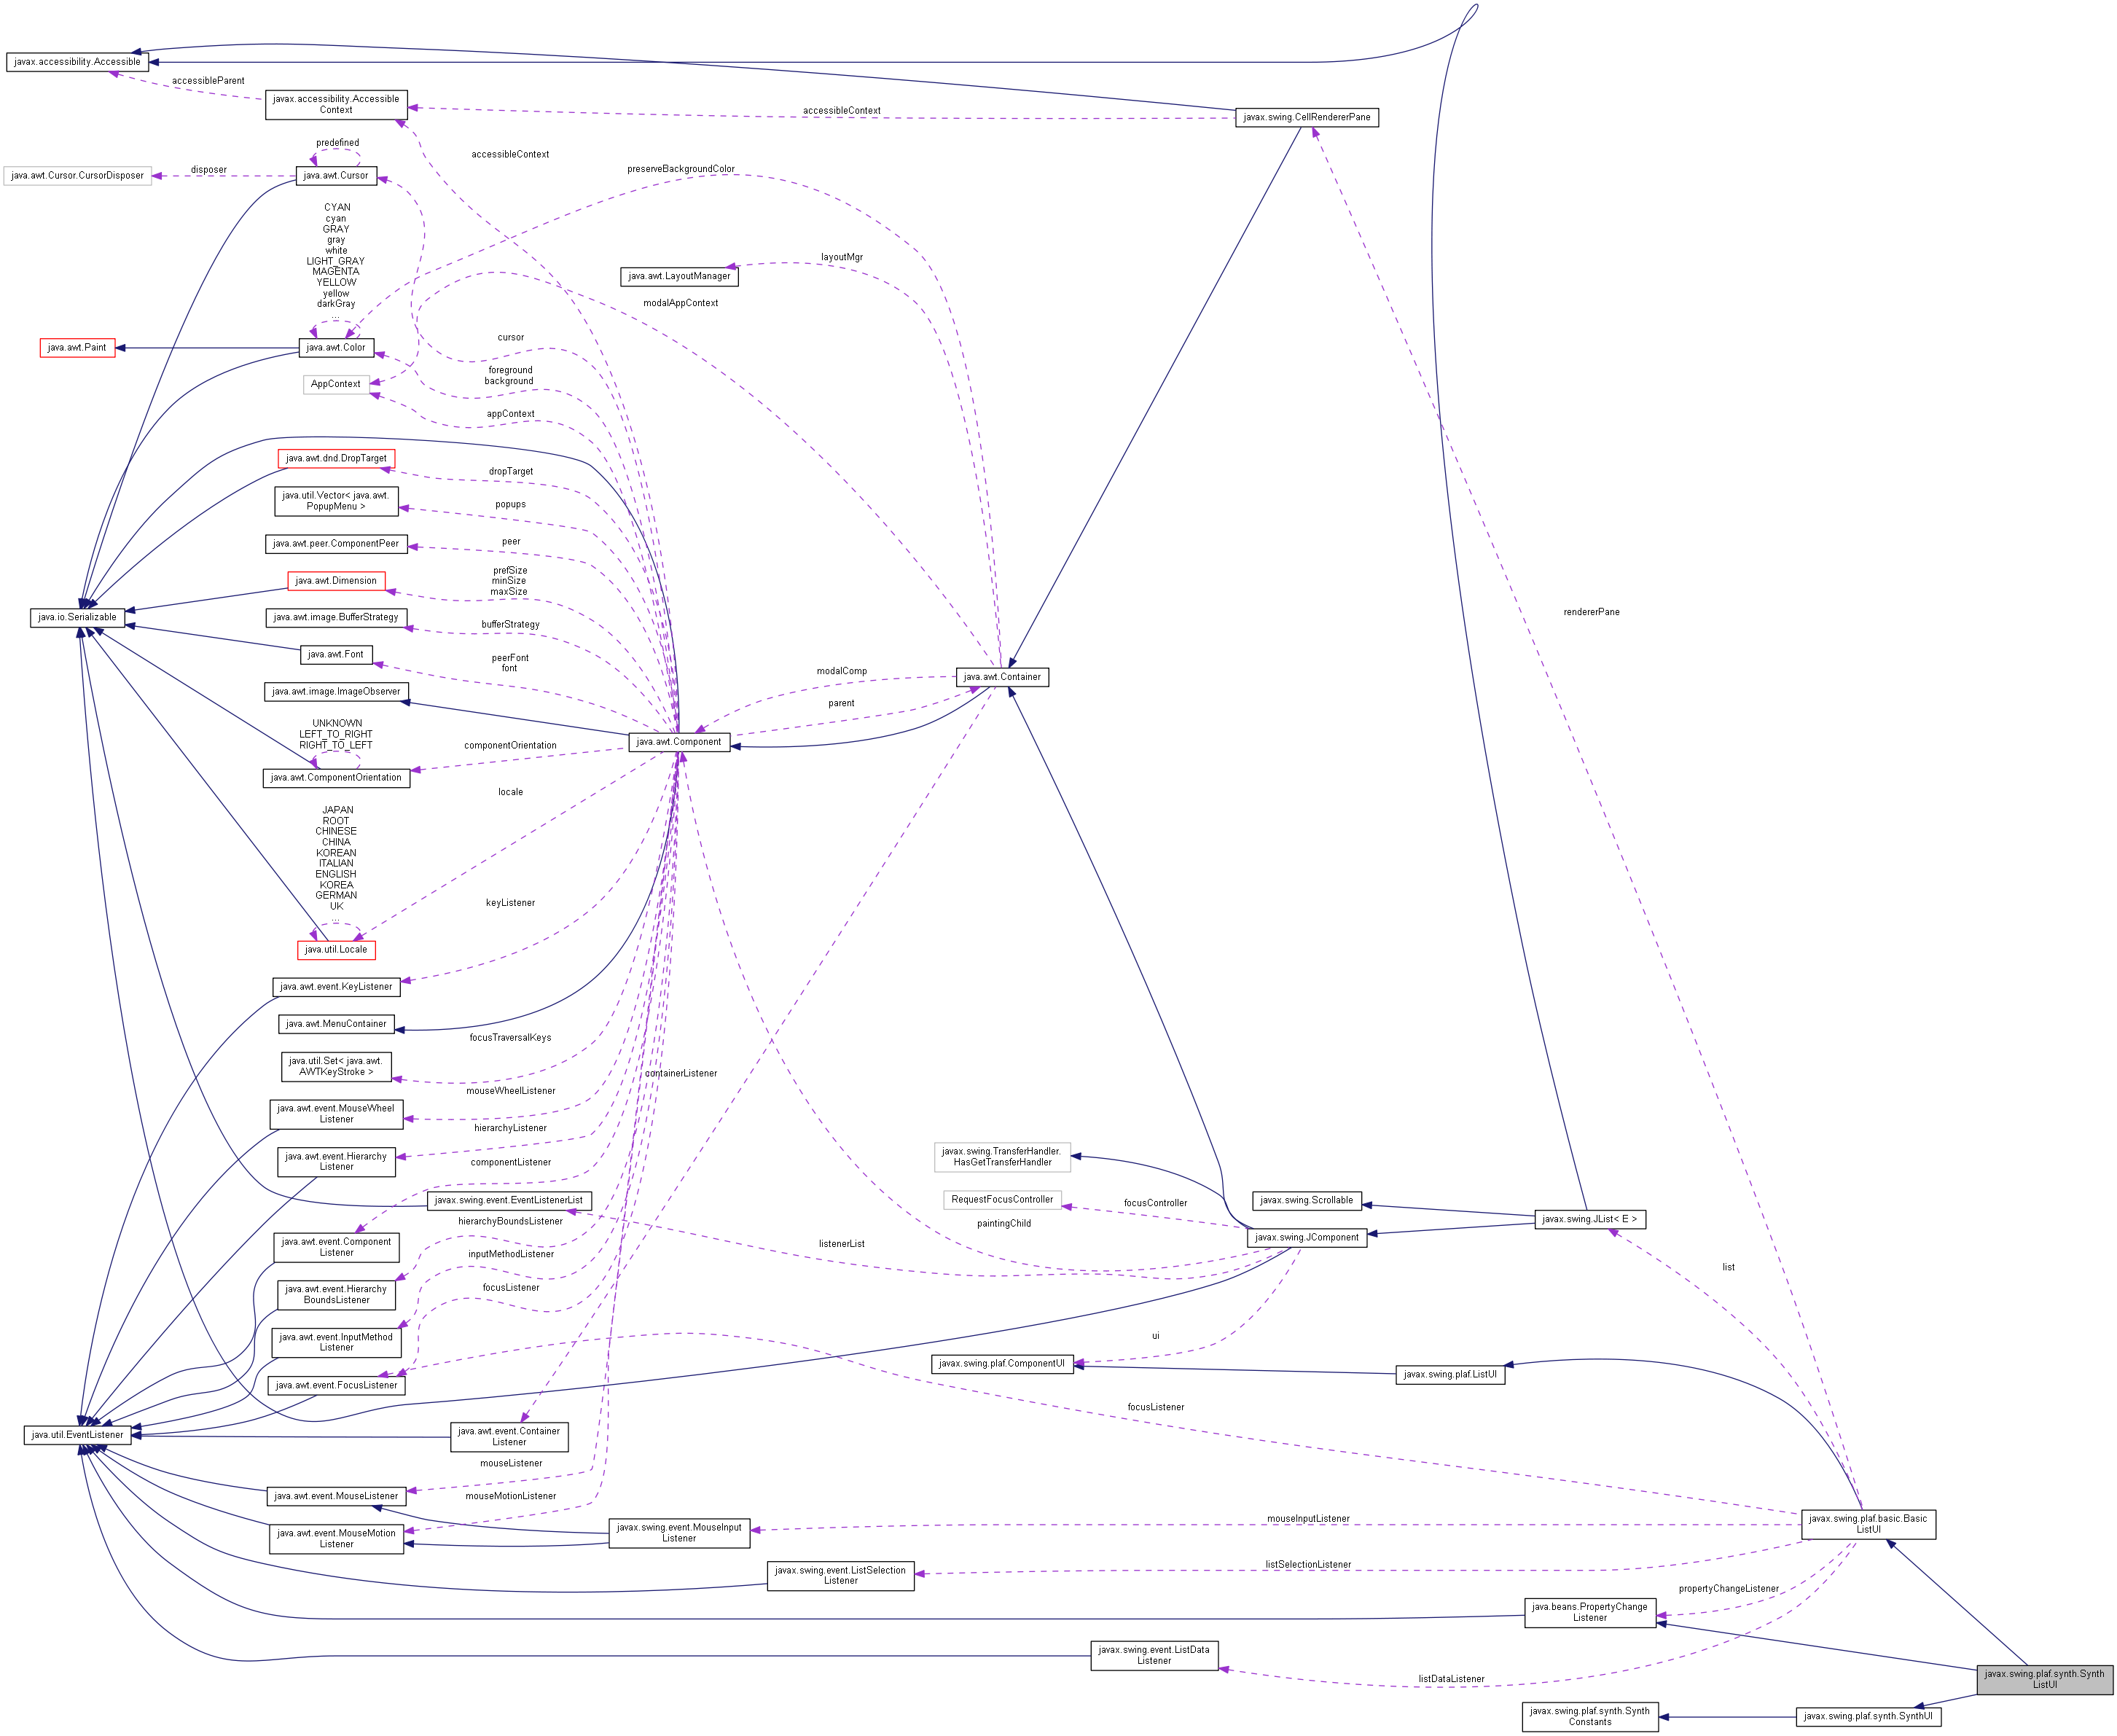 javax.accessibility.Accessible
accessibleParent
javax.accessibility.Accessible
Context
accessibleContext
javax.swing.CellRendererPane
predefined
accessibleContext
disposer
preserveBackgroundColor
java.awt.Cursor.CursorDisposer
java.awt.Cursor
CYAN
cyan
GRAY
gray
white
LIGHT_GRAY
MAGENTA
YELLOW
yellow
darkGray
...
layoutMgr
java.awt.LayoutManager
modalAppContext
cursor
java.awt.Paint
java.awt.Color
foreground
background
AppContext
appContext
java.awt.dnd.DropTarget
dropTarget
java.util.Vector< java.awt.
PopupMenu >
popups
java.awt.peer.ComponentPeer
peer
java.awt.Dimension
prefSize
minSize
maxSize
rendererPane
java.io.Serializable
java.awt.image.BufferStrategy
bufferStrategy
java.awt.Font
peerFont
font
java.awt.image.ImageObserver
modalComp
java.awt.Container
parent
java.awt.Component
UNKNOWN
LEFT_TO_RIGHT
RIGHT_TO_LEFT
componentOrientation
java.awt.ComponentOrientation
locale
JAPAN
ROOT
CHINESE
CHINA
KOREAN
ITALIAN
ENGLISH
KOREA
GERMAN
UK
...
keyListener
java.util.Locale
java.awt.event.KeyListener
java.awt.MenuContainer
focusTraversalKeys
java.util.Set< java.awt.
AWTKeyStroke >
containerListener
mouseWheelListener
java.awt.event.MouseWheel
Listener
hierarchyListener
java.awt.event.Hierarchy
Listener
componentListener
javax.swing.TransferHandler.
HasGetTransferHandler
javax.swing.event.EventListenerList
RequestFocusController
focusController
javax.swing.Scrollable
javax.swing.JList< E >
hierarchyBoundsListener
paintingChild
java.awt.event.Component
Listener
listenerList
javax.swing.JComponent
inputMethodListener
list
java.awt.event.Hierarchy
BoundsListener
focusListener
java.awt.event.InputMethod
Listener
ui
javax.swing.plaf.ComponentUI
javax.swing.plaf.ListUI
java.awt.event.FocusListener
focusListener
java.util.EventListener
java.awt.event.Container
Listener
mouseListener
java.awt.event.MouseListener
mouseMotionListener
java.awt.event.MouseMotion
Listener
javax.swing.event.MouseInput
Listener
mouseInputListener
javax.swing.plaf.basic.Basic
ListUI
listSelectionListener
javax.swing.event.ListSelection
Listener
propertyChangeListener
java.beans.PropertyChange
Listener
javax.swing.event.ListData
Listener
listDataListener
javax.swing.plaf.synth.Synth
ListUI
javax.swing.plaf.synth.Synth
Constants
javax.swing.plaf.synth.SynthUI